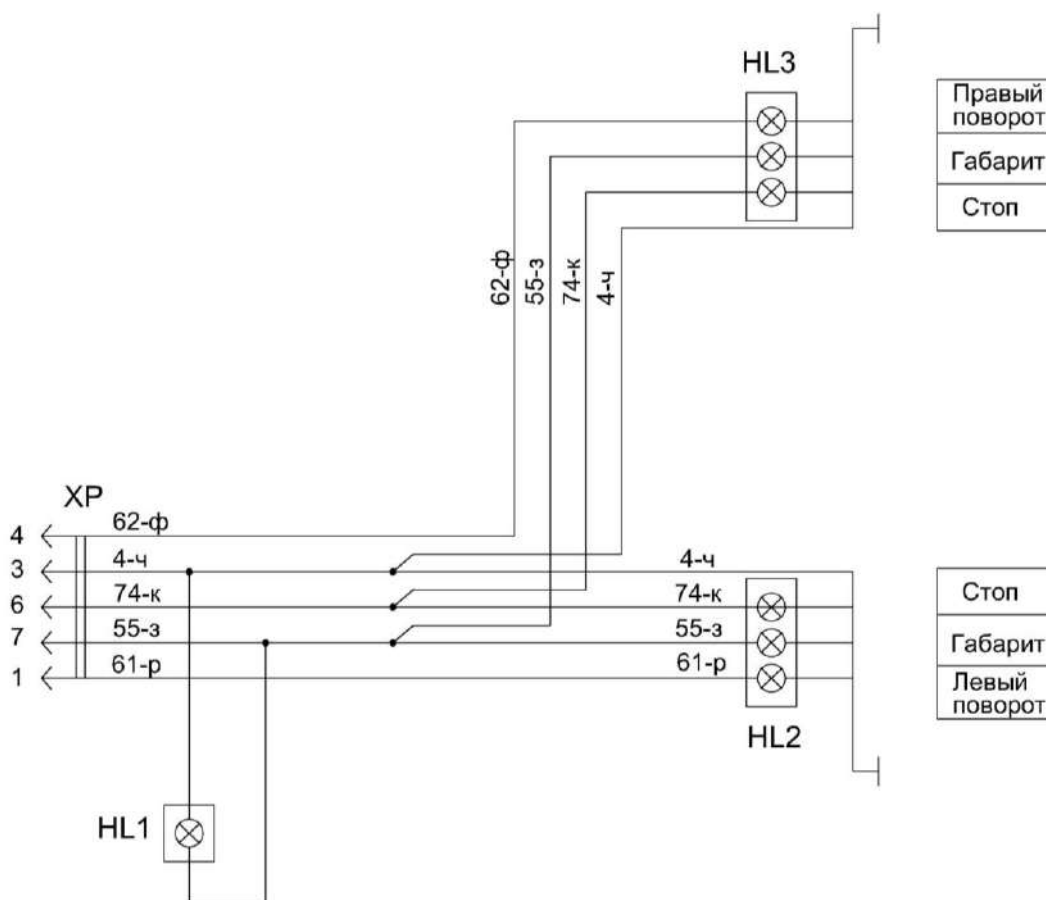 HL3
Правый
поворот
Габарит
Стоп
62-ф
55-з
74-к
4-ч
XP
4
62-ф
3
4-ч
4-ч
6
74-к
74-к
7
55-з
55-з
1
61-р
61-р
HL2
Стоп
Габарит
Левый
поворот
HL1